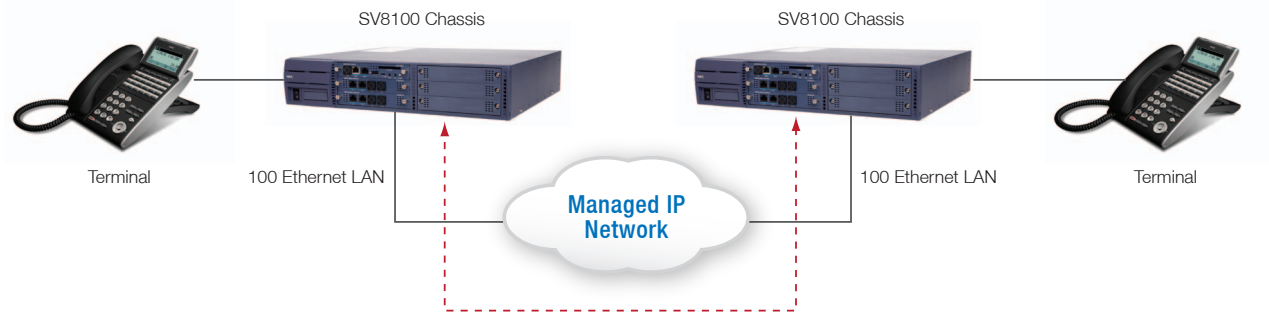 SV8100 Chassis
SV8100 Chassis
Terminal
100 Ethernet LAN
Managed IP
Network
100 Ethernet LAN
Terminal